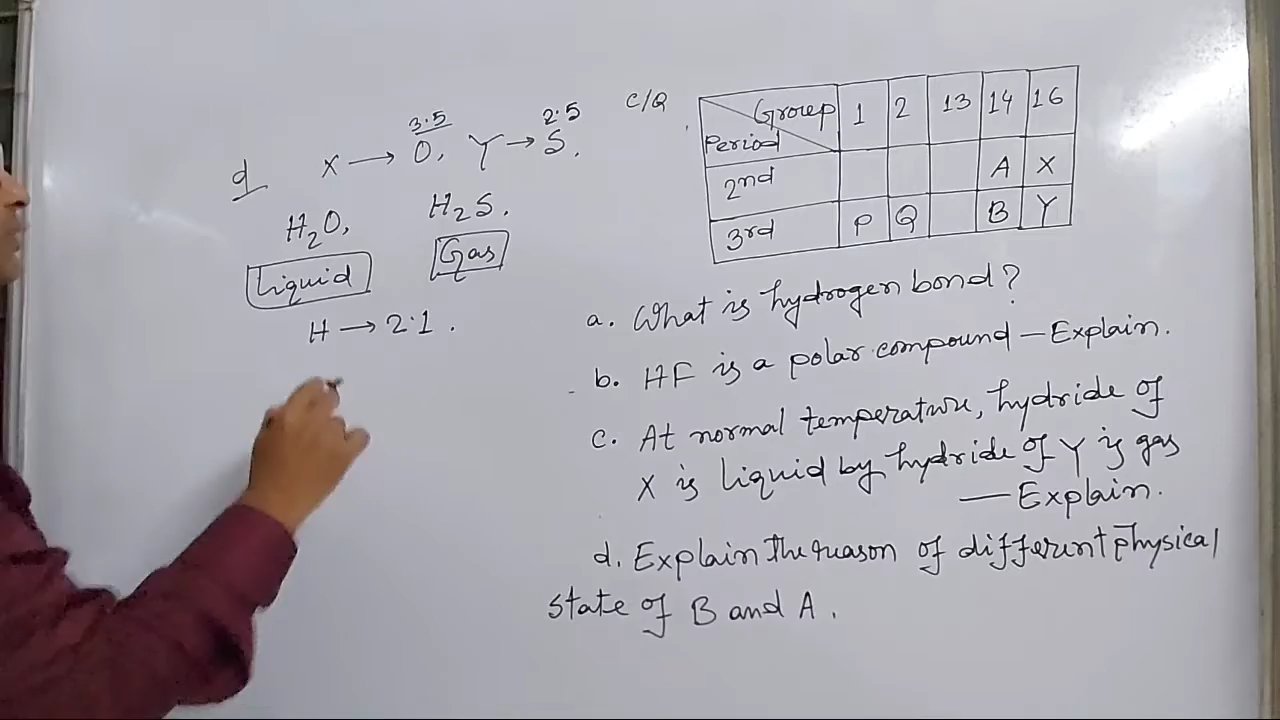 C/Q
d X → O, Y → S.
3.5 2.5
H₂O, H₂S.
Liquid Gas
H → 2.1.
Group 1 2 13 14 16
Period
2nd A X
3rd P Q B Y
a. What is hydrogen bond?
b. HF is a polar compound — Explain.
c. At normal temperature, hydride of
X is liquid by hydride of Y is gas
— Explain.
d. Explain the reason of different physical
state of B and A.